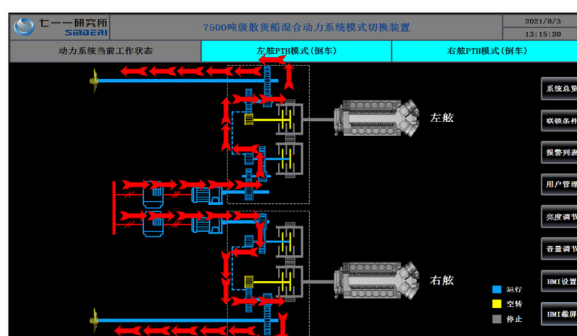 七一一研究所
SMDERI
7500吨级散货船混合动力系统模式切换装置
2021/8/3
13:15:20
动力系统当前工作状态
左舷PTH模式(倒车)
右舷PTH模式(倒车)
系统总览
联锁条件
左舷
报警列表
用户管理
亮度调节
音量调节
右舷
HMI设置
运行
空转
HMI截屏
停止